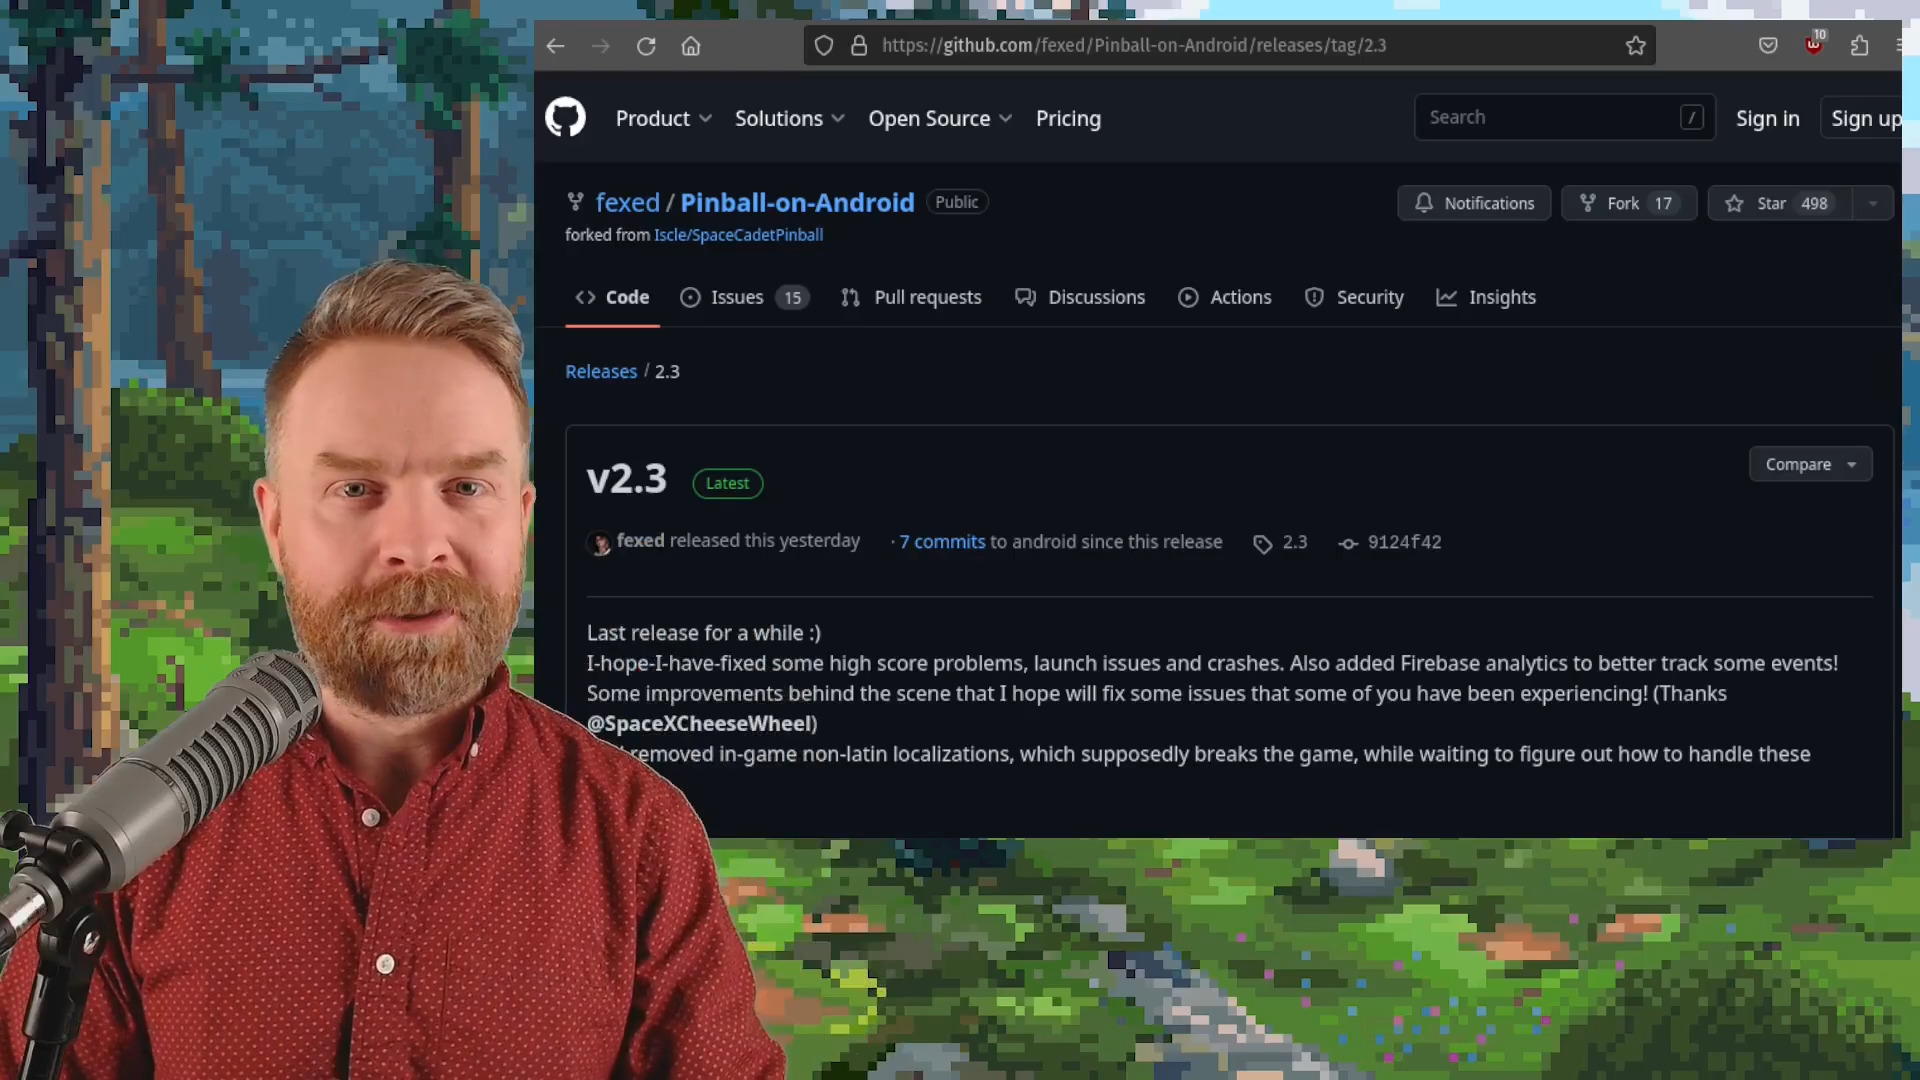 https://github.com/fexed/Pinball-on-Android/releases/tag/2.3
10
Product
Solutions
Open Source
Pricing
Search
/
Sign in
Sign up
fexed / Pinball-on-Android
Public
Notifications
Fork 17
Star 498
forked from Iscle/SpaceCadetPinball
Code
Issues 15
Pull requests
Discussions
Actions
Security
Insights
Releases / 2.3
v2.3
Latest
Compare
fexed released this yesterday
· 7 commits to android since this release
2.3
9124f42
Last release for a while :)
I-hope-I-have-fixed some high score problems, launch issues and crashes. Also added Firebase analytics to better track some events!
Some improvements behind the scene that I hope will fix some issues that some of you have been experiencing! (Thanks
@SpaceXCheeseWheel)
removed in-game non-latin localizations, which supposedly breaks the game, while waiting to figure out how to handle these